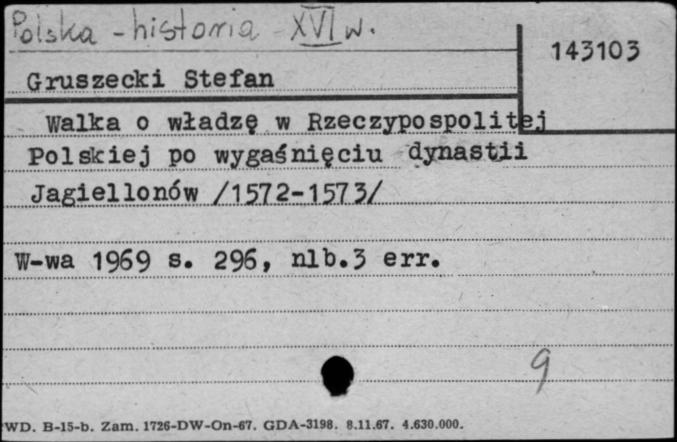 Polska - historia XVI w.
143103
Gruszecki Stefan
Walka o władzę w Rzeczypospolitej
Polskiej po wygaśnięciu dynastii
Jagiellonów /1572-1573/
W-wa 1969 s. 296, nlb.3 err.
9
WD. B-15-b. Zam. 1726-DW-On-67. GDA-3198. 8.11.67. 4.630.000.